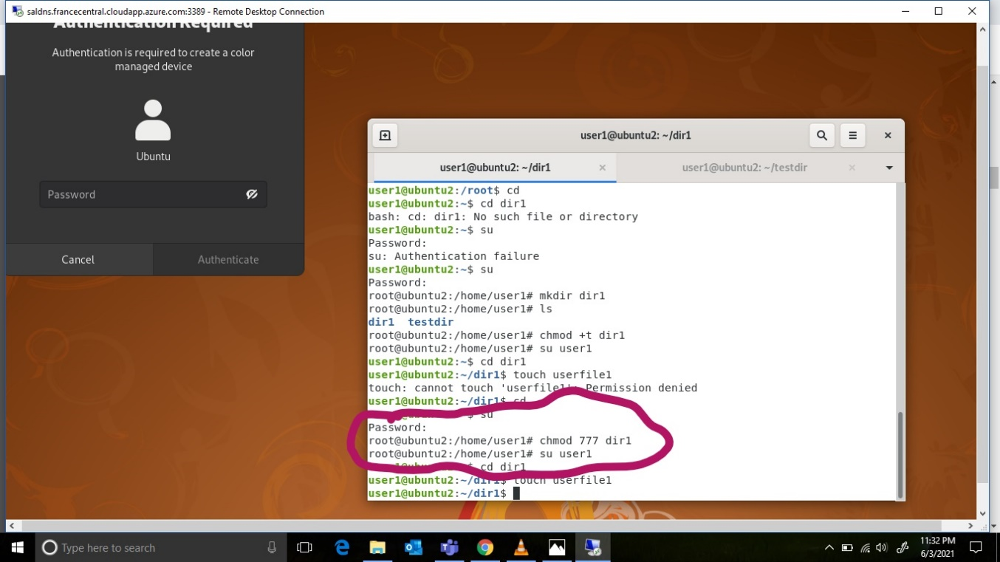 saldns.francecentral.cloudapp.azure.com:3389 - Remote Desktop Connection
Authentication Required
Authentication is required to create a color
managed device
Ubuntu
Password
Cancel
Authenticate
user1@ubuntu2: ~/dir1
user1@ubuntu2: ~/dir1
user1@ubuntu2: ~/testdir
user1@ubuntu2:/root$ cd
user1@ubuntu2:~$ cd dir1
bash: cd: dir1: No such file or directory
user1@ubuntu2:~$ su
Password:
su: Authentication failure
user1@ubuntu2:~$ su
Password:
root@ubuntu2:/home/user1# mkdir dir1
root@ubuntu2:/home/user1# ls
dir1  testdir
root@ubuntu2:/home/user1# chmod +t dir1
root@ubuntu2:/home/user1# su user1
user1@ubuntu2:~$ cd dir1
user1@ubuntu2:~/dir1$ touch userfile1
touch: cannot touch 'userfile1': Permission denied
user1@ubuntu2:~/dir1$ cd
$ su
Password:
root@ubuntu2:/home/user1# chmod 777 dir1
root@ubuntu2:/home/user1# su user1
$ cd dir1
user1@ubuntu2:~/dir1$ touch userfile1
user1@ubuntu2:~/dir1$
Type here to search
11:32 PM
6/3/2021